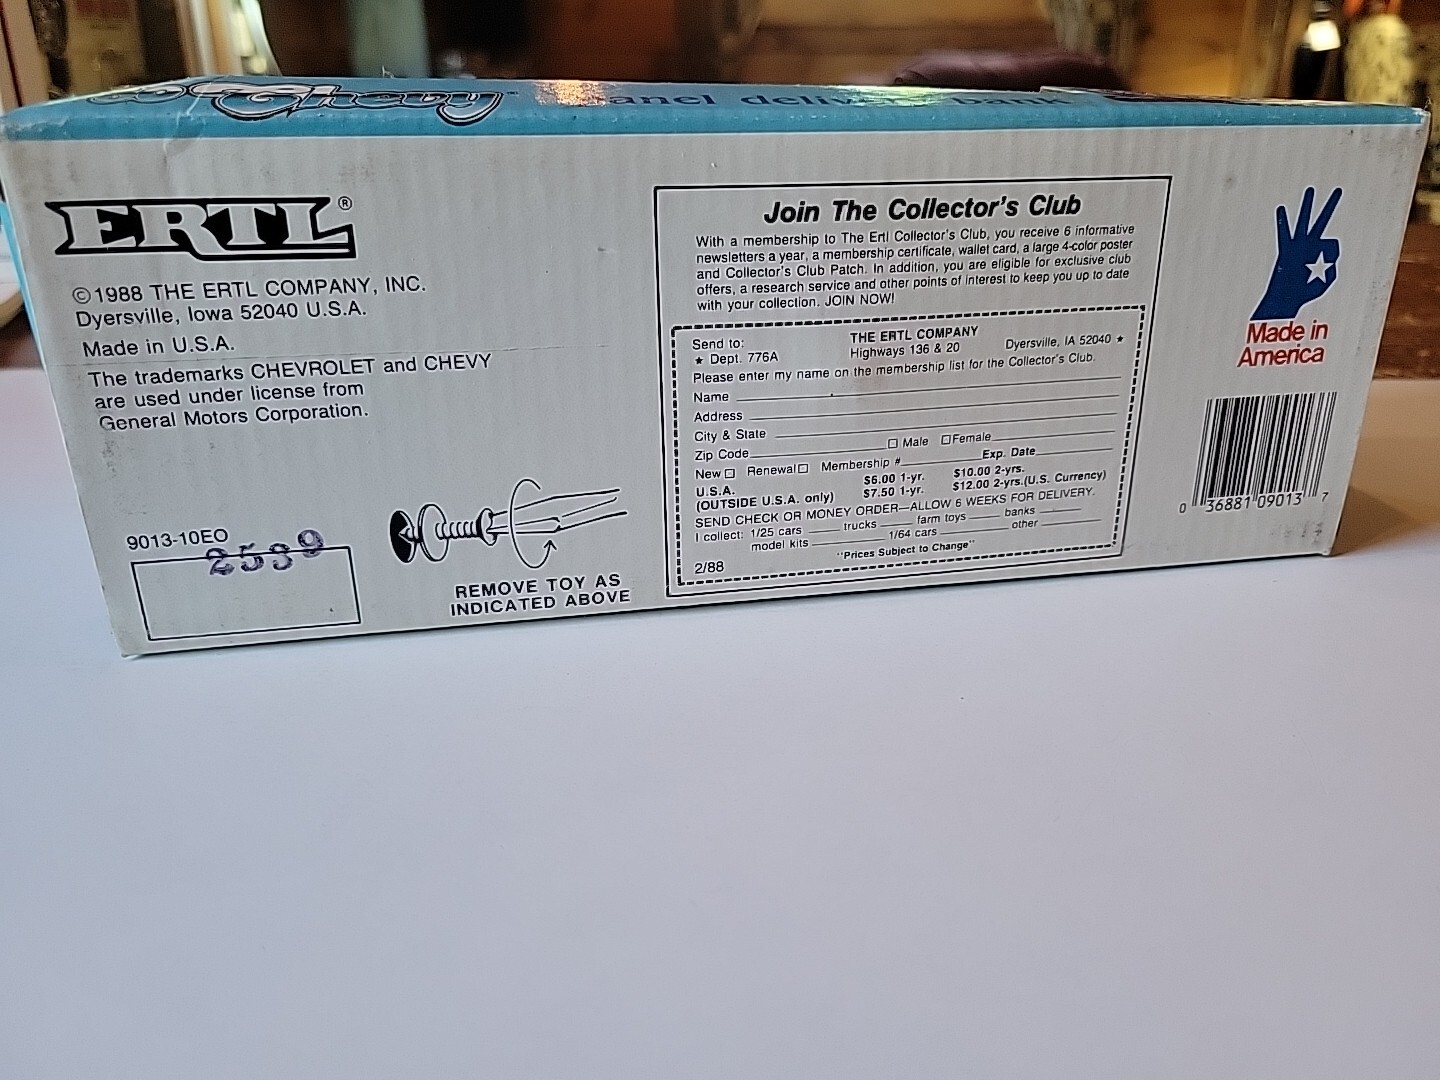 Chevy
delivery bank
ERTL®
©1988 THE ERTL COMPANY, INC.
Dyersville, Iowa 52040 U.S.A.
Made in U.S.A.
The trademarks CHEVROLET and CHEVY
are used under license from
General Motors Corporation.
9013-10EO
REMOVE TOY AS
INDICATED ABOVE
Join The Collector's Club
With a membership to The Ertl Collector's Club, you receive 6 informative
newsletters a year, a membership certificate, wallet card, a large 4-color poster
and Collector's Club Patch. In addition, you are eligible for exclusive club
offers, a research service and other points of interest to keep you up to date
with your collection. JOIN NOW!
Send to: THE ERTL COMPANY
★ Dept. 776A Highways 136 & 20 Dyersville, IA 52040 ★
Please enter my name on the membership list for the Collector's Club.
Name
Address
City & State
Zip Code □ Male □ Female
New □ Renewal □ Membership # Exp. Date
U.S.A. $6.00 1-yr. $10.00 2-yrs.
(OUTSIDE U.S.A. only) $7.50 1-yr. $12.00 2-yrs.(U.S. Currency)
SEND CHECK OR MONEY ORDER—ALLOW 6 WEEKS FOR DELIVERY.
I collect: 1/25 cars trucks farm toys banks
model kits 1/64 cars other
"Prices Subject to Change"
2/88
Made in
America
0 36881 09013 7